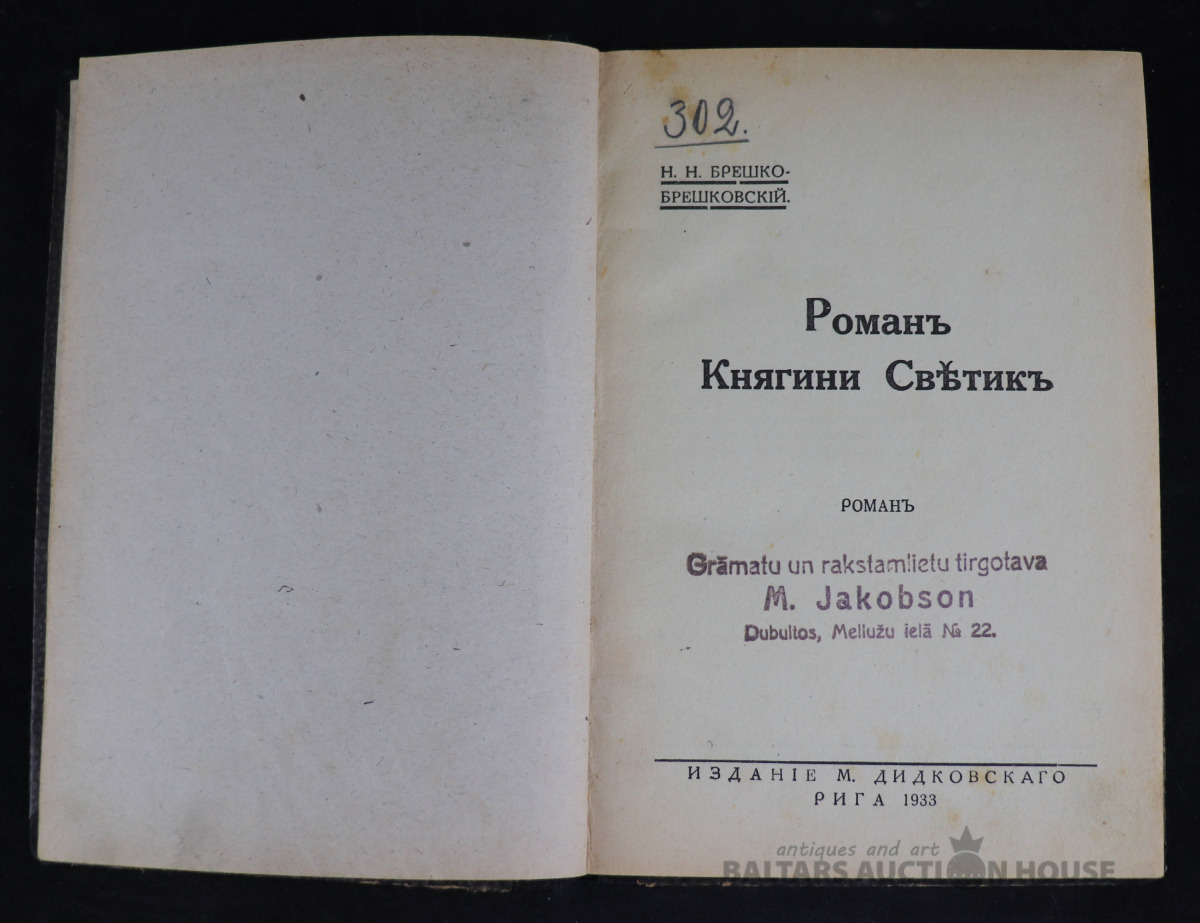 302.
Н. Н. БРЕШКО-
БРЕШКОВСКІЙ.
Романъ
Княгини Свѣтикъ
РОМАНЪ
Grāmatu un rakstamlietu tirgotava
M. Jakobson
Dubultos, Mellužu ielā № 22.
ИЗДАНІЕ М. ДИДКОВСКАГО
РИГА 1933
antiques and art
BALTARS AUCTION HOUSE